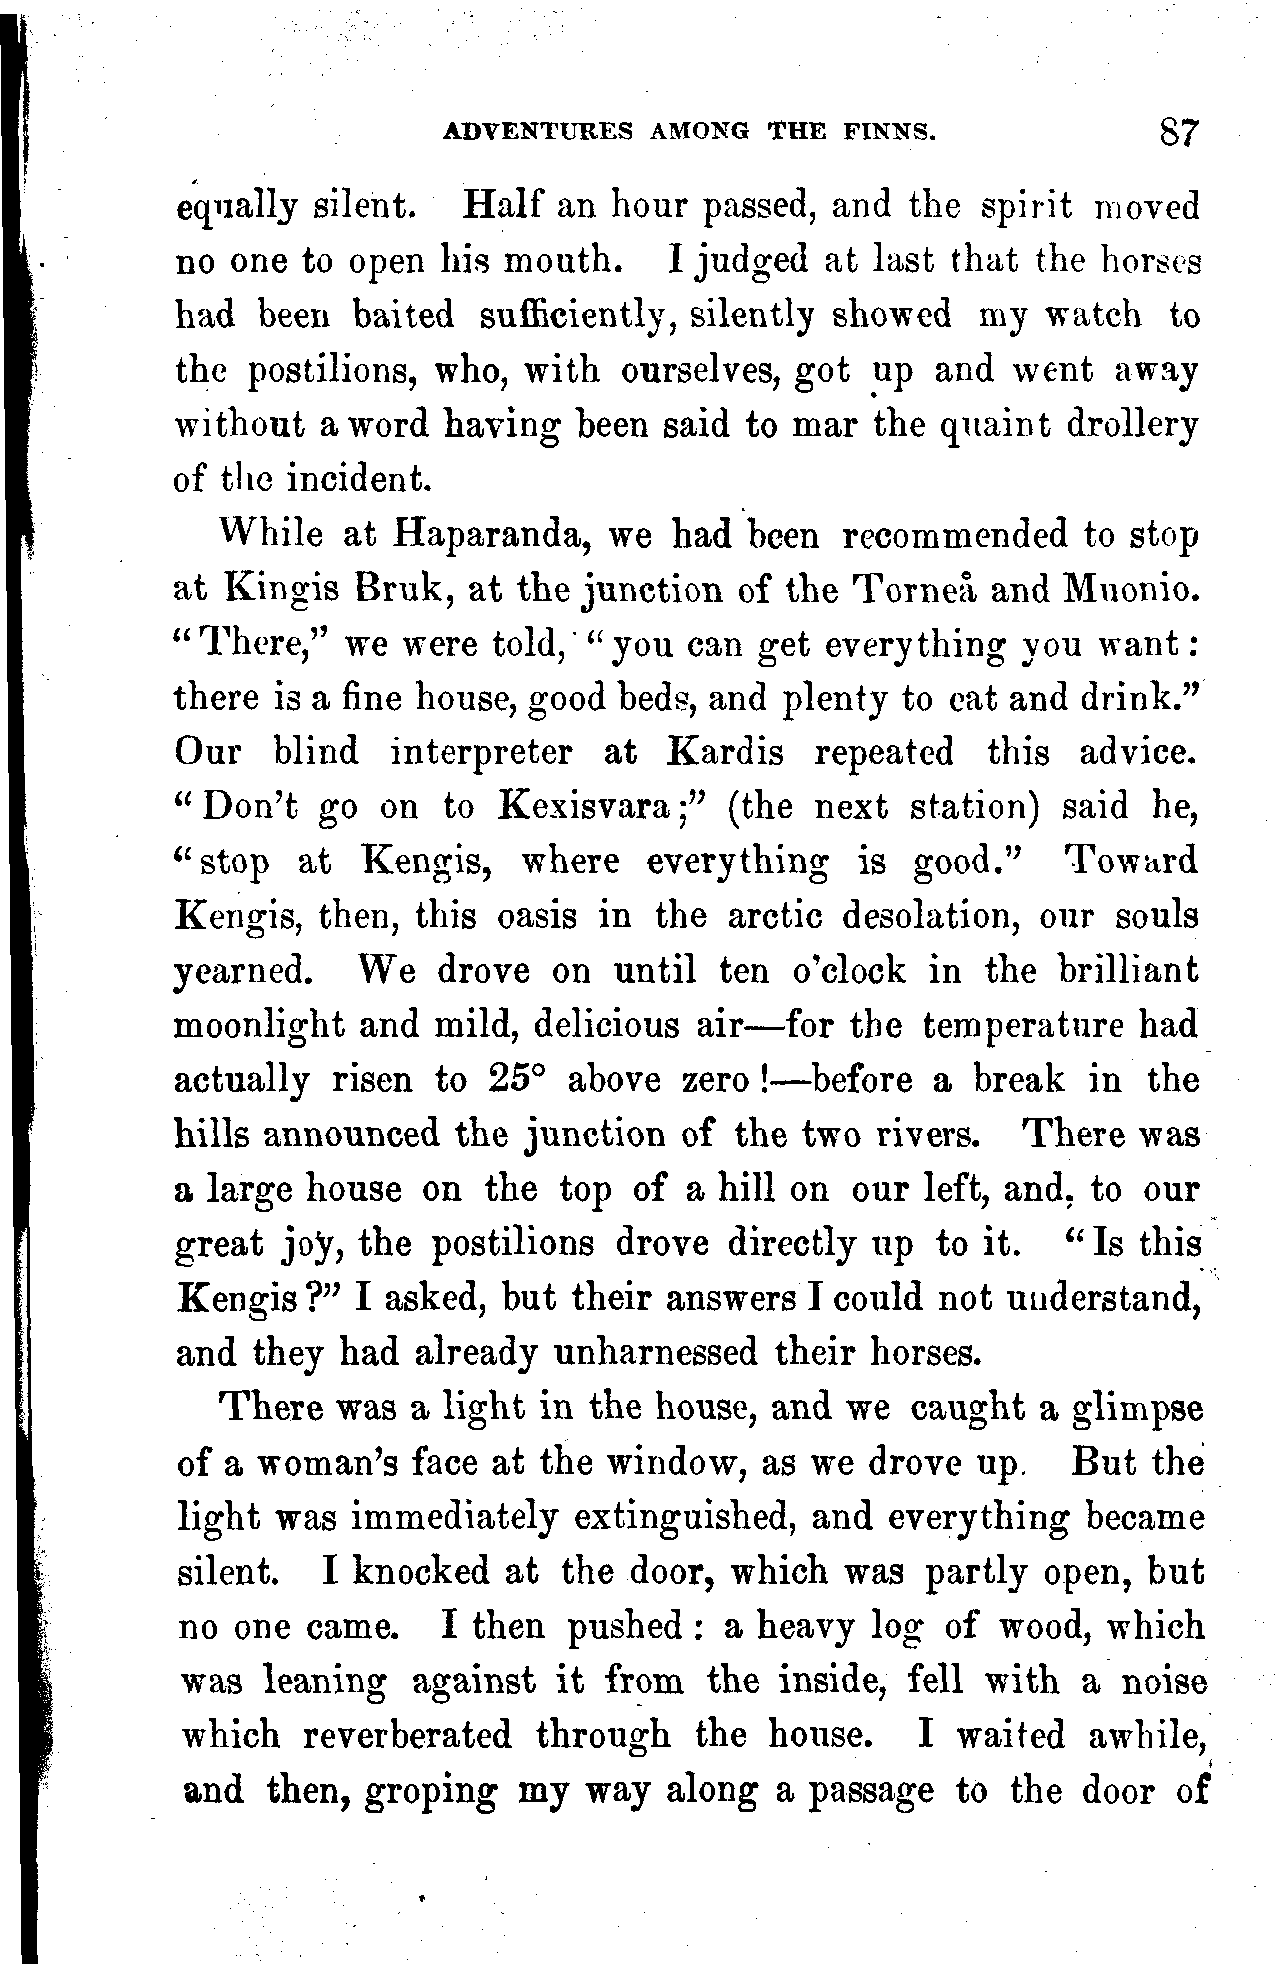 ADVENTURES AMONG THE FINNS. 87
equally silent. Half an hour passed, and the spirit moved
no one to open his mouth. I judged at last that the horses
had been baited sufficiently, silently showed my watch to
the postilions, who, with ourselves, got up and went away
without a word having been said to mar the quaint drollery
of the incident.
While at Haparanda, we had been recommended to stop
at Kingis Bruk, at the junction of the Torneå and Muonio.
"There," we were told, "you can get everything you want:
there is a fine house, good beds, and plenty to eat and drink."
Our blind interpreter at Kardis repeated this advice.
"Don't go on to Kexisvara;" (the next station) said he,
"stop at Kengis, where everything is good." Toward
Kengis, then, this oasis in the arctic desolation, our souls
yearned. We drove on until ten o'clock in the brilliant
moonlight and mild, delicious air—for the temperature had
actually risen to 25° above zero!—before a break in the
hills announced the junction of the two rivers. There was
a large house on the top of a hill on our left, and, to our
great joy, the postilions drove directly up to it. "Is this
Kengis?" I asked, but their answers I could not understand,
and they had already unharnessed their horses.
There was a light in the house, and we caught a glimpse
of a woman's face at the window, as we drove up. But the
light was immediately extinguished, and everything became
silent. I knocked at the door, which was partly open, but
no one came. I then pushed: a heavy log of wood, which
was leaning against it from the inside, fell with a noise
which reverberated through the house. I waited awhile,
and then, groping my way along a passage to the door of